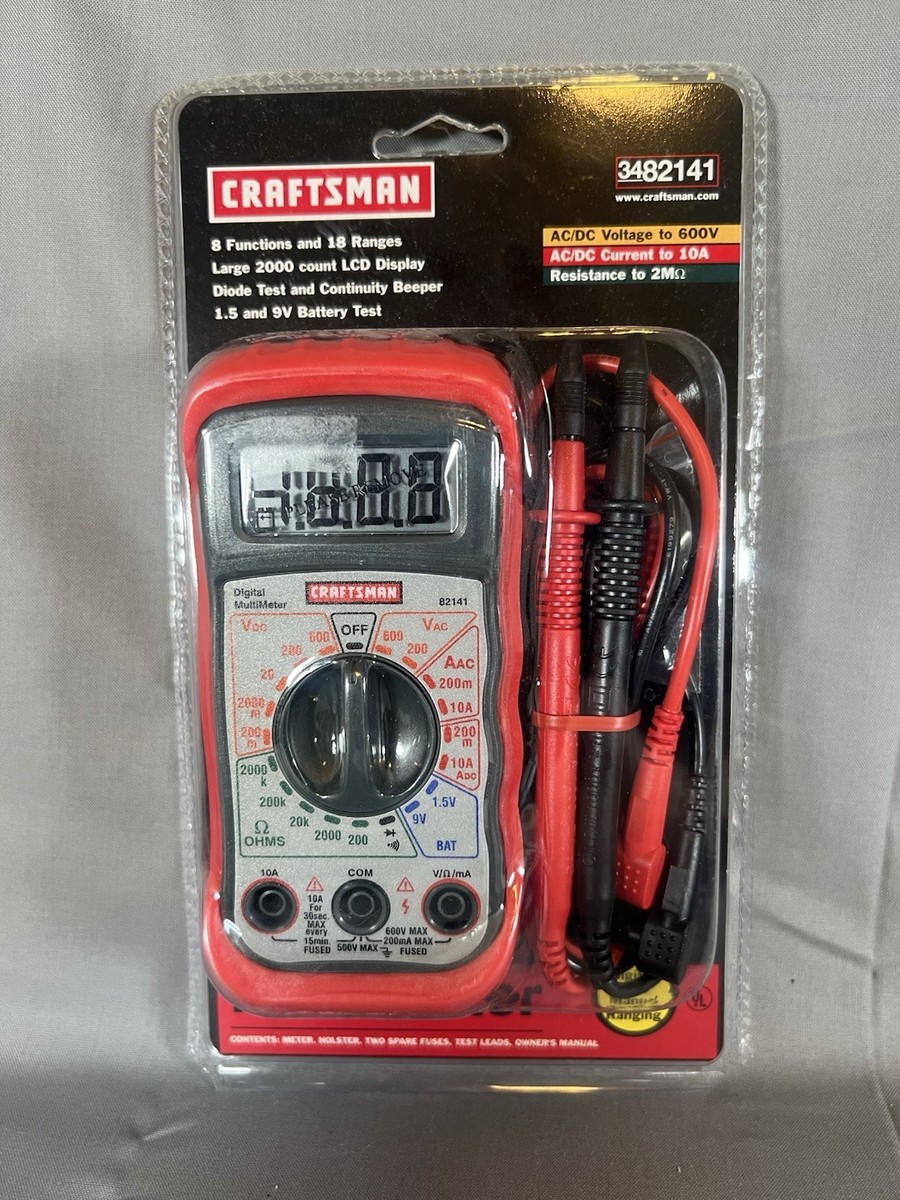 CRAFTSMAN
3482141
www.craftsman.com
8 Functions and 18 Ranges
Large 2000 count LCD Display
Diode Test and Continuity Beeper
1.5 and 9V Battery Test
AC/DC Voltage to 600V
AC/DC Current to 10A
Resistance to 2MΩ
PLEASE REMOVE
Digital
MultiMeter
CRAFTSMAN
82141
OFF
VDC
600
200
20
2000
m
200
m
VAC
600
200
AAC
200m
10A
200
m
10A
ADC
2000
k
200k
20k
2000
200
Ω
OHMS
1.5V
9V
BAT
10A
COM
V/Ω/mA
10A
For
30sec.
MAX
every
15min.
FUSED
500V MAX
600V MAX
200mA MAX
FUSED
E199279
Manual
Ranging
UL
CONTENTS: METER, HOLSTER, TWO SPARE FUSES, TEST LEADS, OWNER'S MANUAL